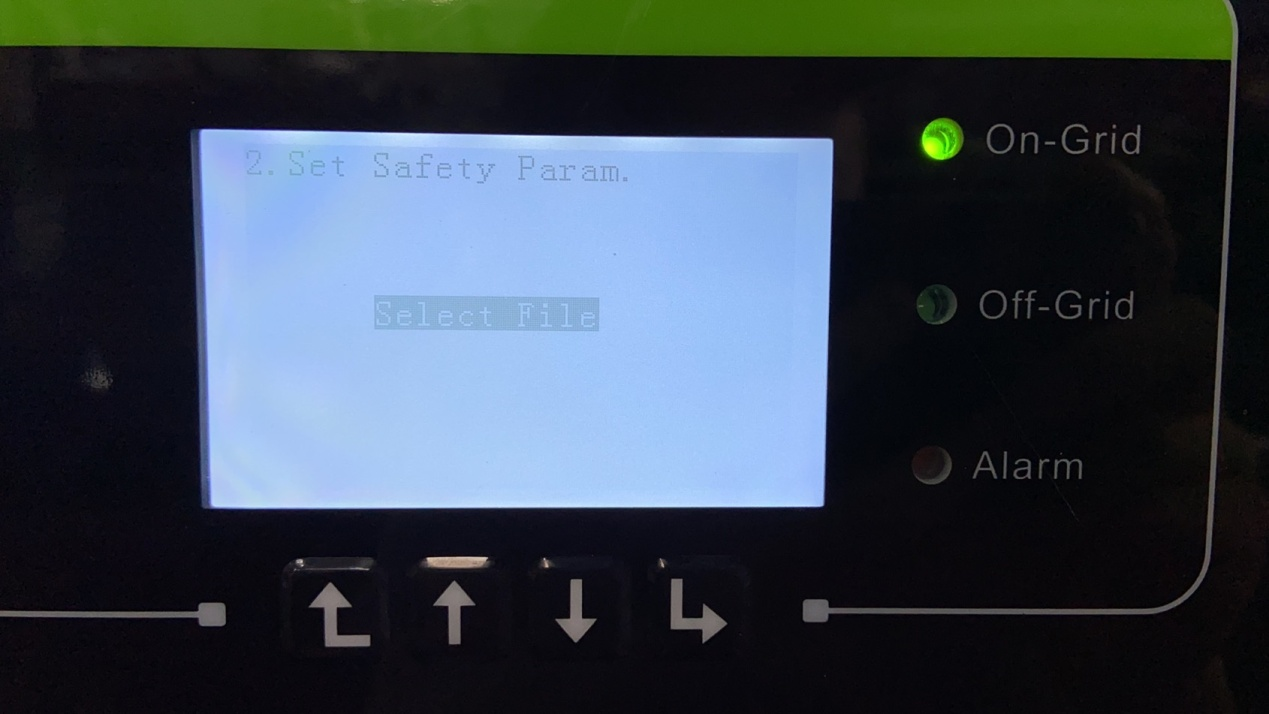 2.Set Safety Param.
Select File
On-Grid
Off-Grid
Alarm